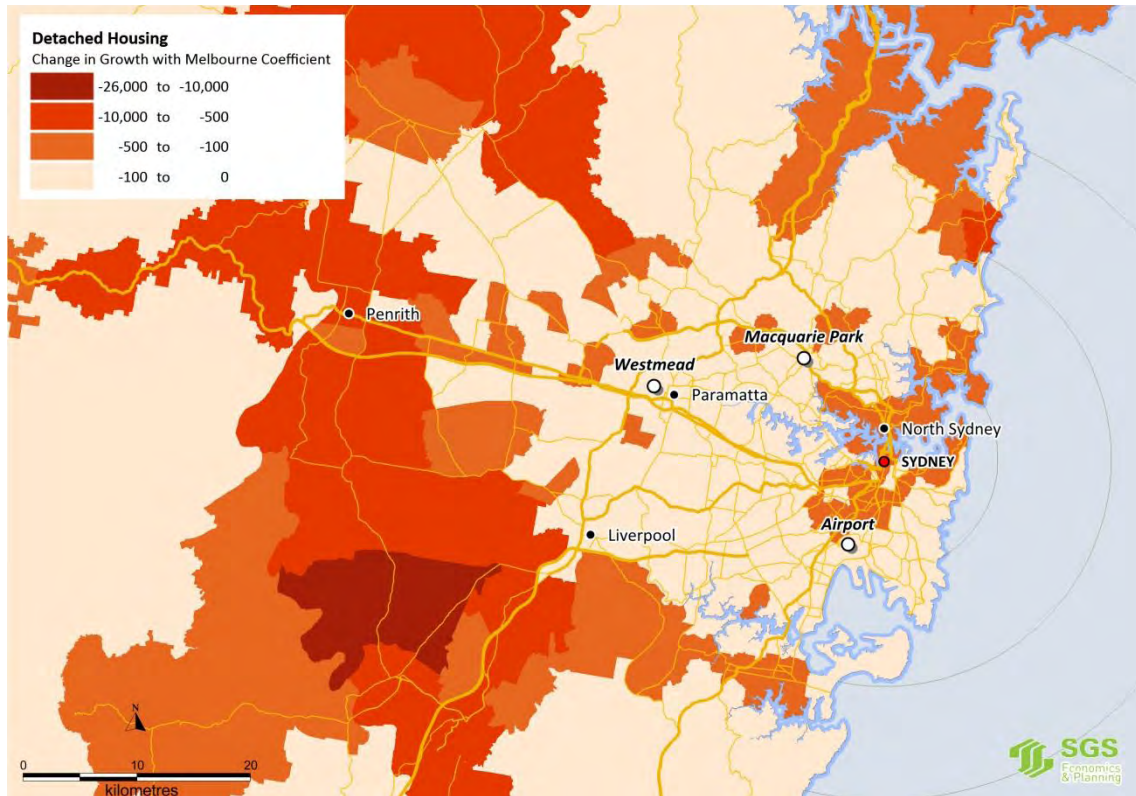 Detached Housing
Change in Growth with Melbourne Coefficient
-26,000 to -10,000
-10,000 to -500
-500 to -100
-100 to 0
Penrith
Macquarie Park
Westmead
Paramatta
North Sydney
SYDNEY
Airport
Liverpool
N
0 10 20
kilometres
SGS
Economics
& Planning